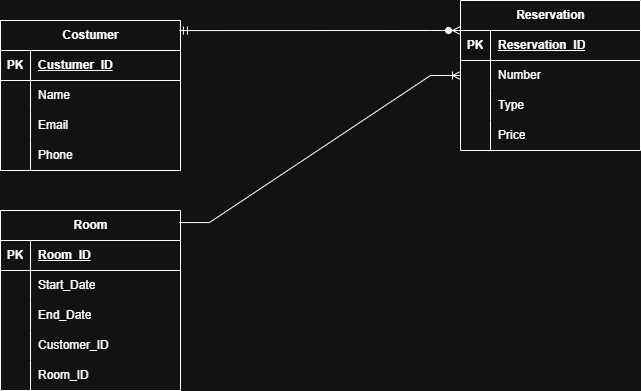 Costumer
PK Custumer_ID
Name
Email
Phone
Reservation
PK Reservation_ID
Number
Type
Price
Room
PK Room_ID
Start_Date
End_Date
Customer_ID
Room_ID